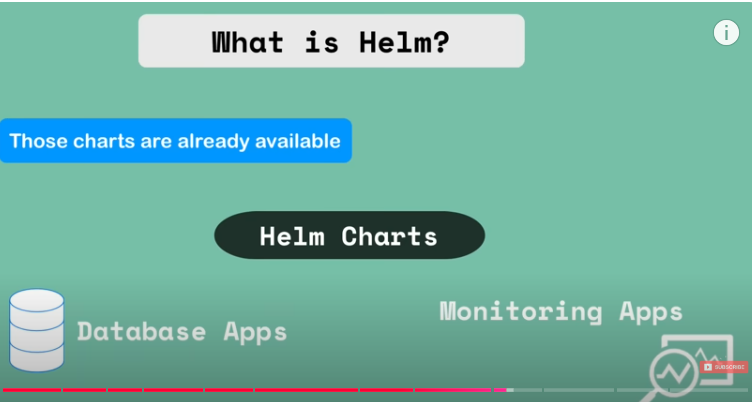 What is Helm?
Those charts are already available
Helm Charts
Monitoring Apps
Database Apps
SUBSCRIBE